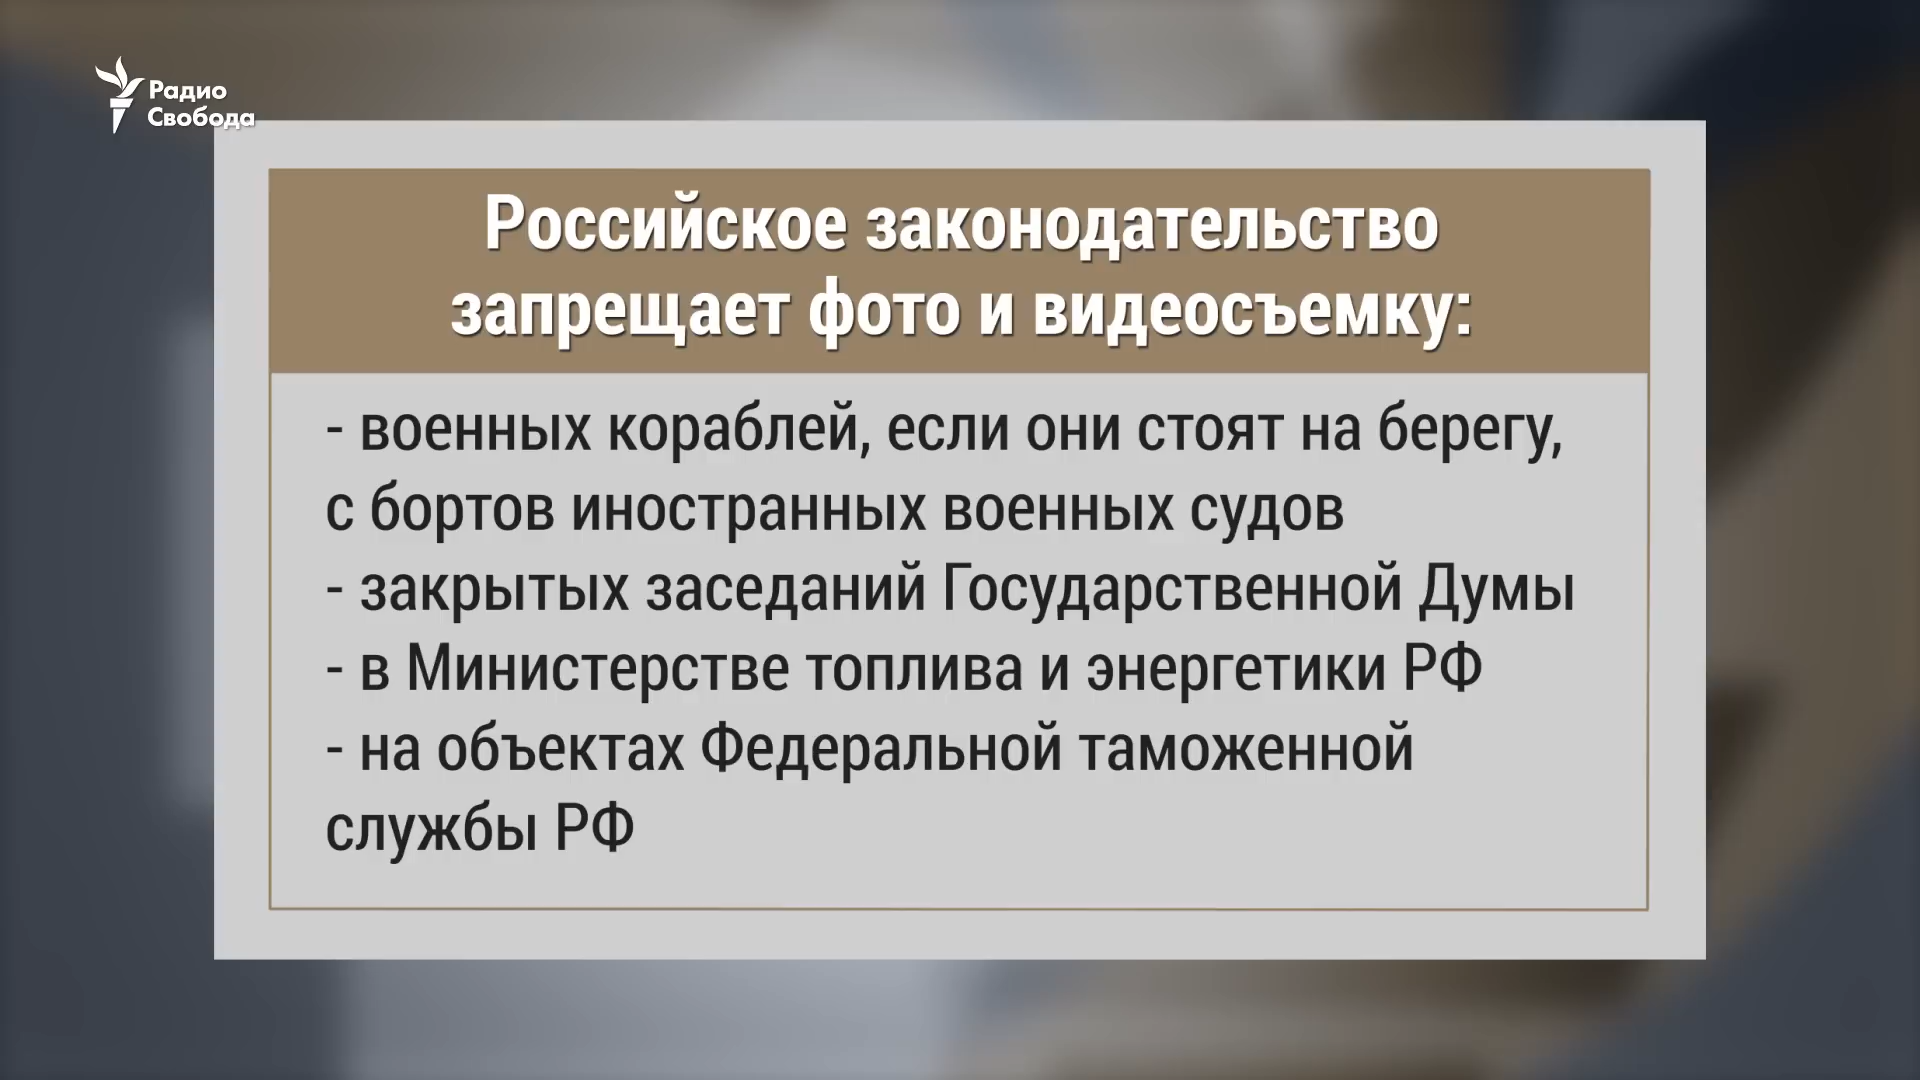 Радио
Свобода
Российское законодательство
запрещает фото и видеосъемку:
- военных кораблей, если они стоят на берегу,
с бортов иностранных военных судов
- закрытых заседаний Государственной Думы
- в Министерстве топлива и энергетики РФ
- на объектах Федеральной таможенной
службы РФ